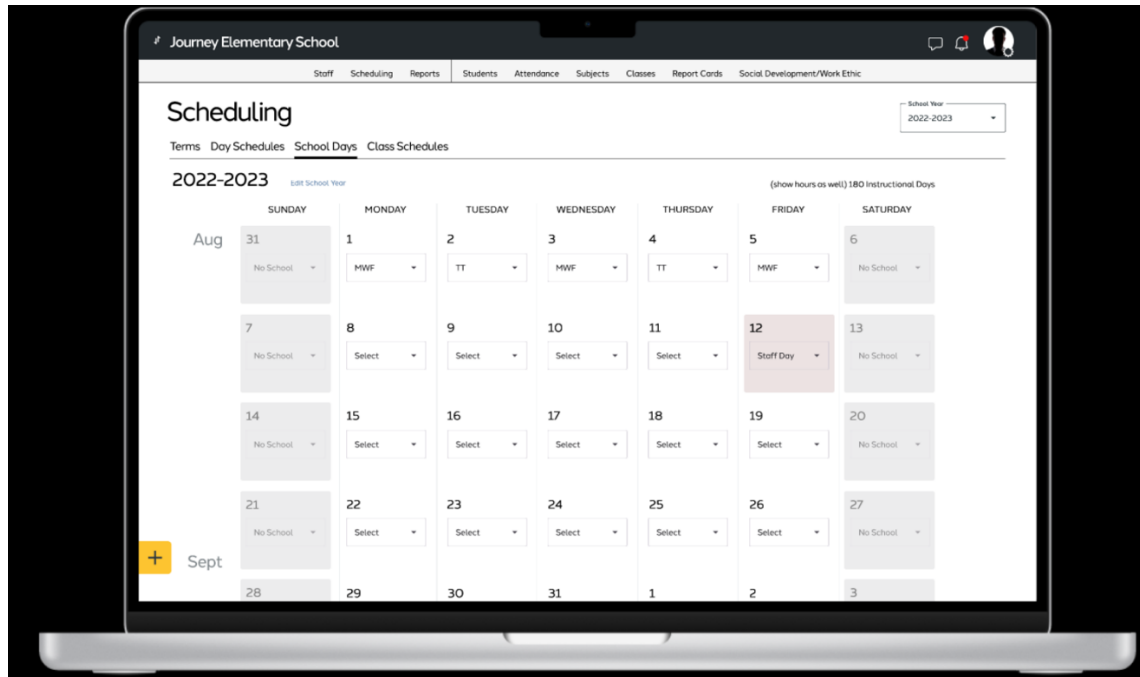 Journey Elementary School
Staff Scheduling Reports Students Attendance Subjects Classes Report Cards Social Development/Work Ethic
Scheduling
School Year
2022-2023
Terms Day Schedules School Days Class Schedules
2022-2023 Edit School Year (show hours as well) 180 Instructional Days
SUNDAY MONDAY TUESDAY WEDNESDAY THURSDAY FRIDAY SATURDAY
Aug 31 1 2 3 4 5 6
No School MWF TT MWF TT MWF No School
7 8 9 10 11 12 13
No School Select Select Select Select Staff Day No School
14 15 16 17 18 19 20
No School Select Select Select Select Select No School
21 22 23 24 25 26 27
No School Select Select Select Select Select No School
+ Sept
28 29 30 31 1 2 3